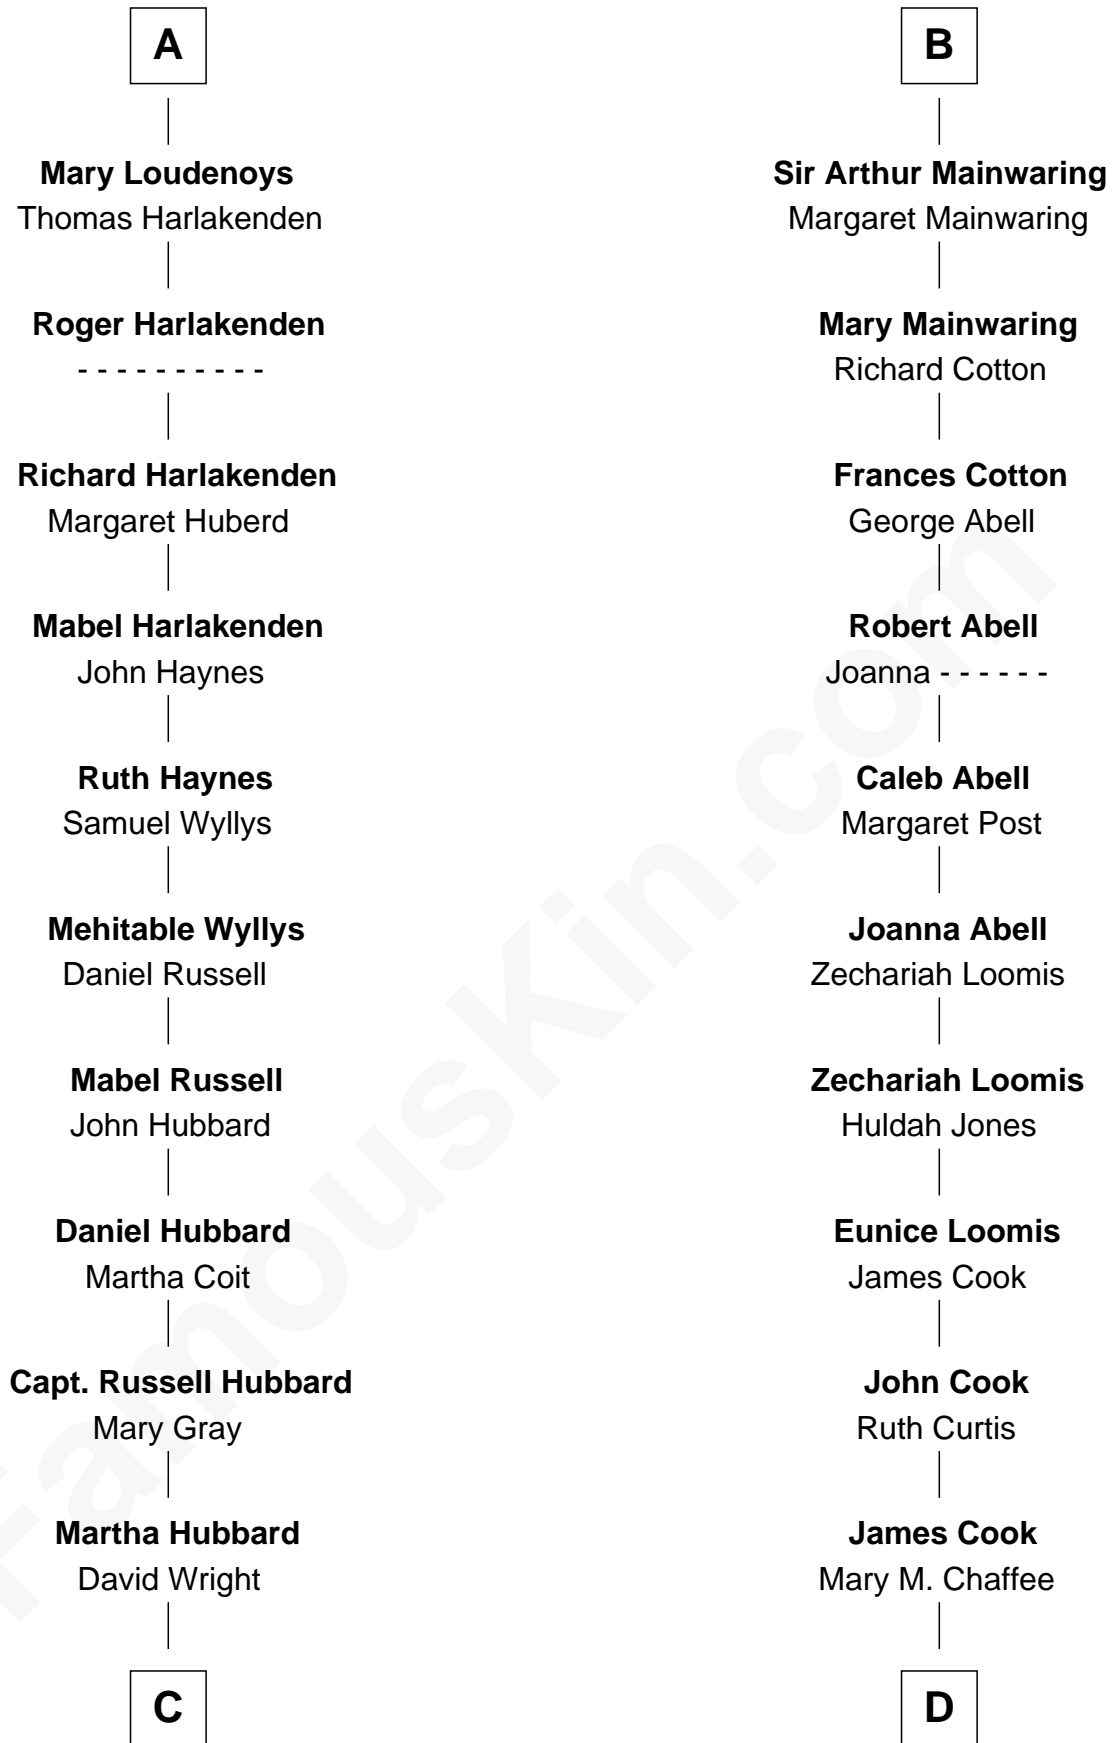 A
Mary Loudenoys
Thomas Harlakenden
Roger Harlakenden
- - - - - - - - - -
Richard Harlakenden
Margaret Huberd
Mabel Harlakenden
John Haynes
Ruth Haynes
Samuel Wyllys
Mehitable Wyllys
Daniel Russell
Mabel Russell
John Hubbard
Daniel Hubbard
Martha Coit
Capt. Russell Hubbard
Mary Gray
Martha Hubbard
David Wright
C
B
Sir Arthur Mainwaring
Margaret Mainwaring
Mary Mainwaring
Richard Cotton
Frances Cotton
George Abell
Robert Abell
Joanna - - - - - -
Caleb Abell
Margaret Post
Joanna Abell
Zechariah Loomis
Zechariah Loomis
Huldah Jones
Eunice Loomis
James Cook
John Cook
Ruth Curtis
James Cook
Mary M. Chaffee
D
FamousKin.com